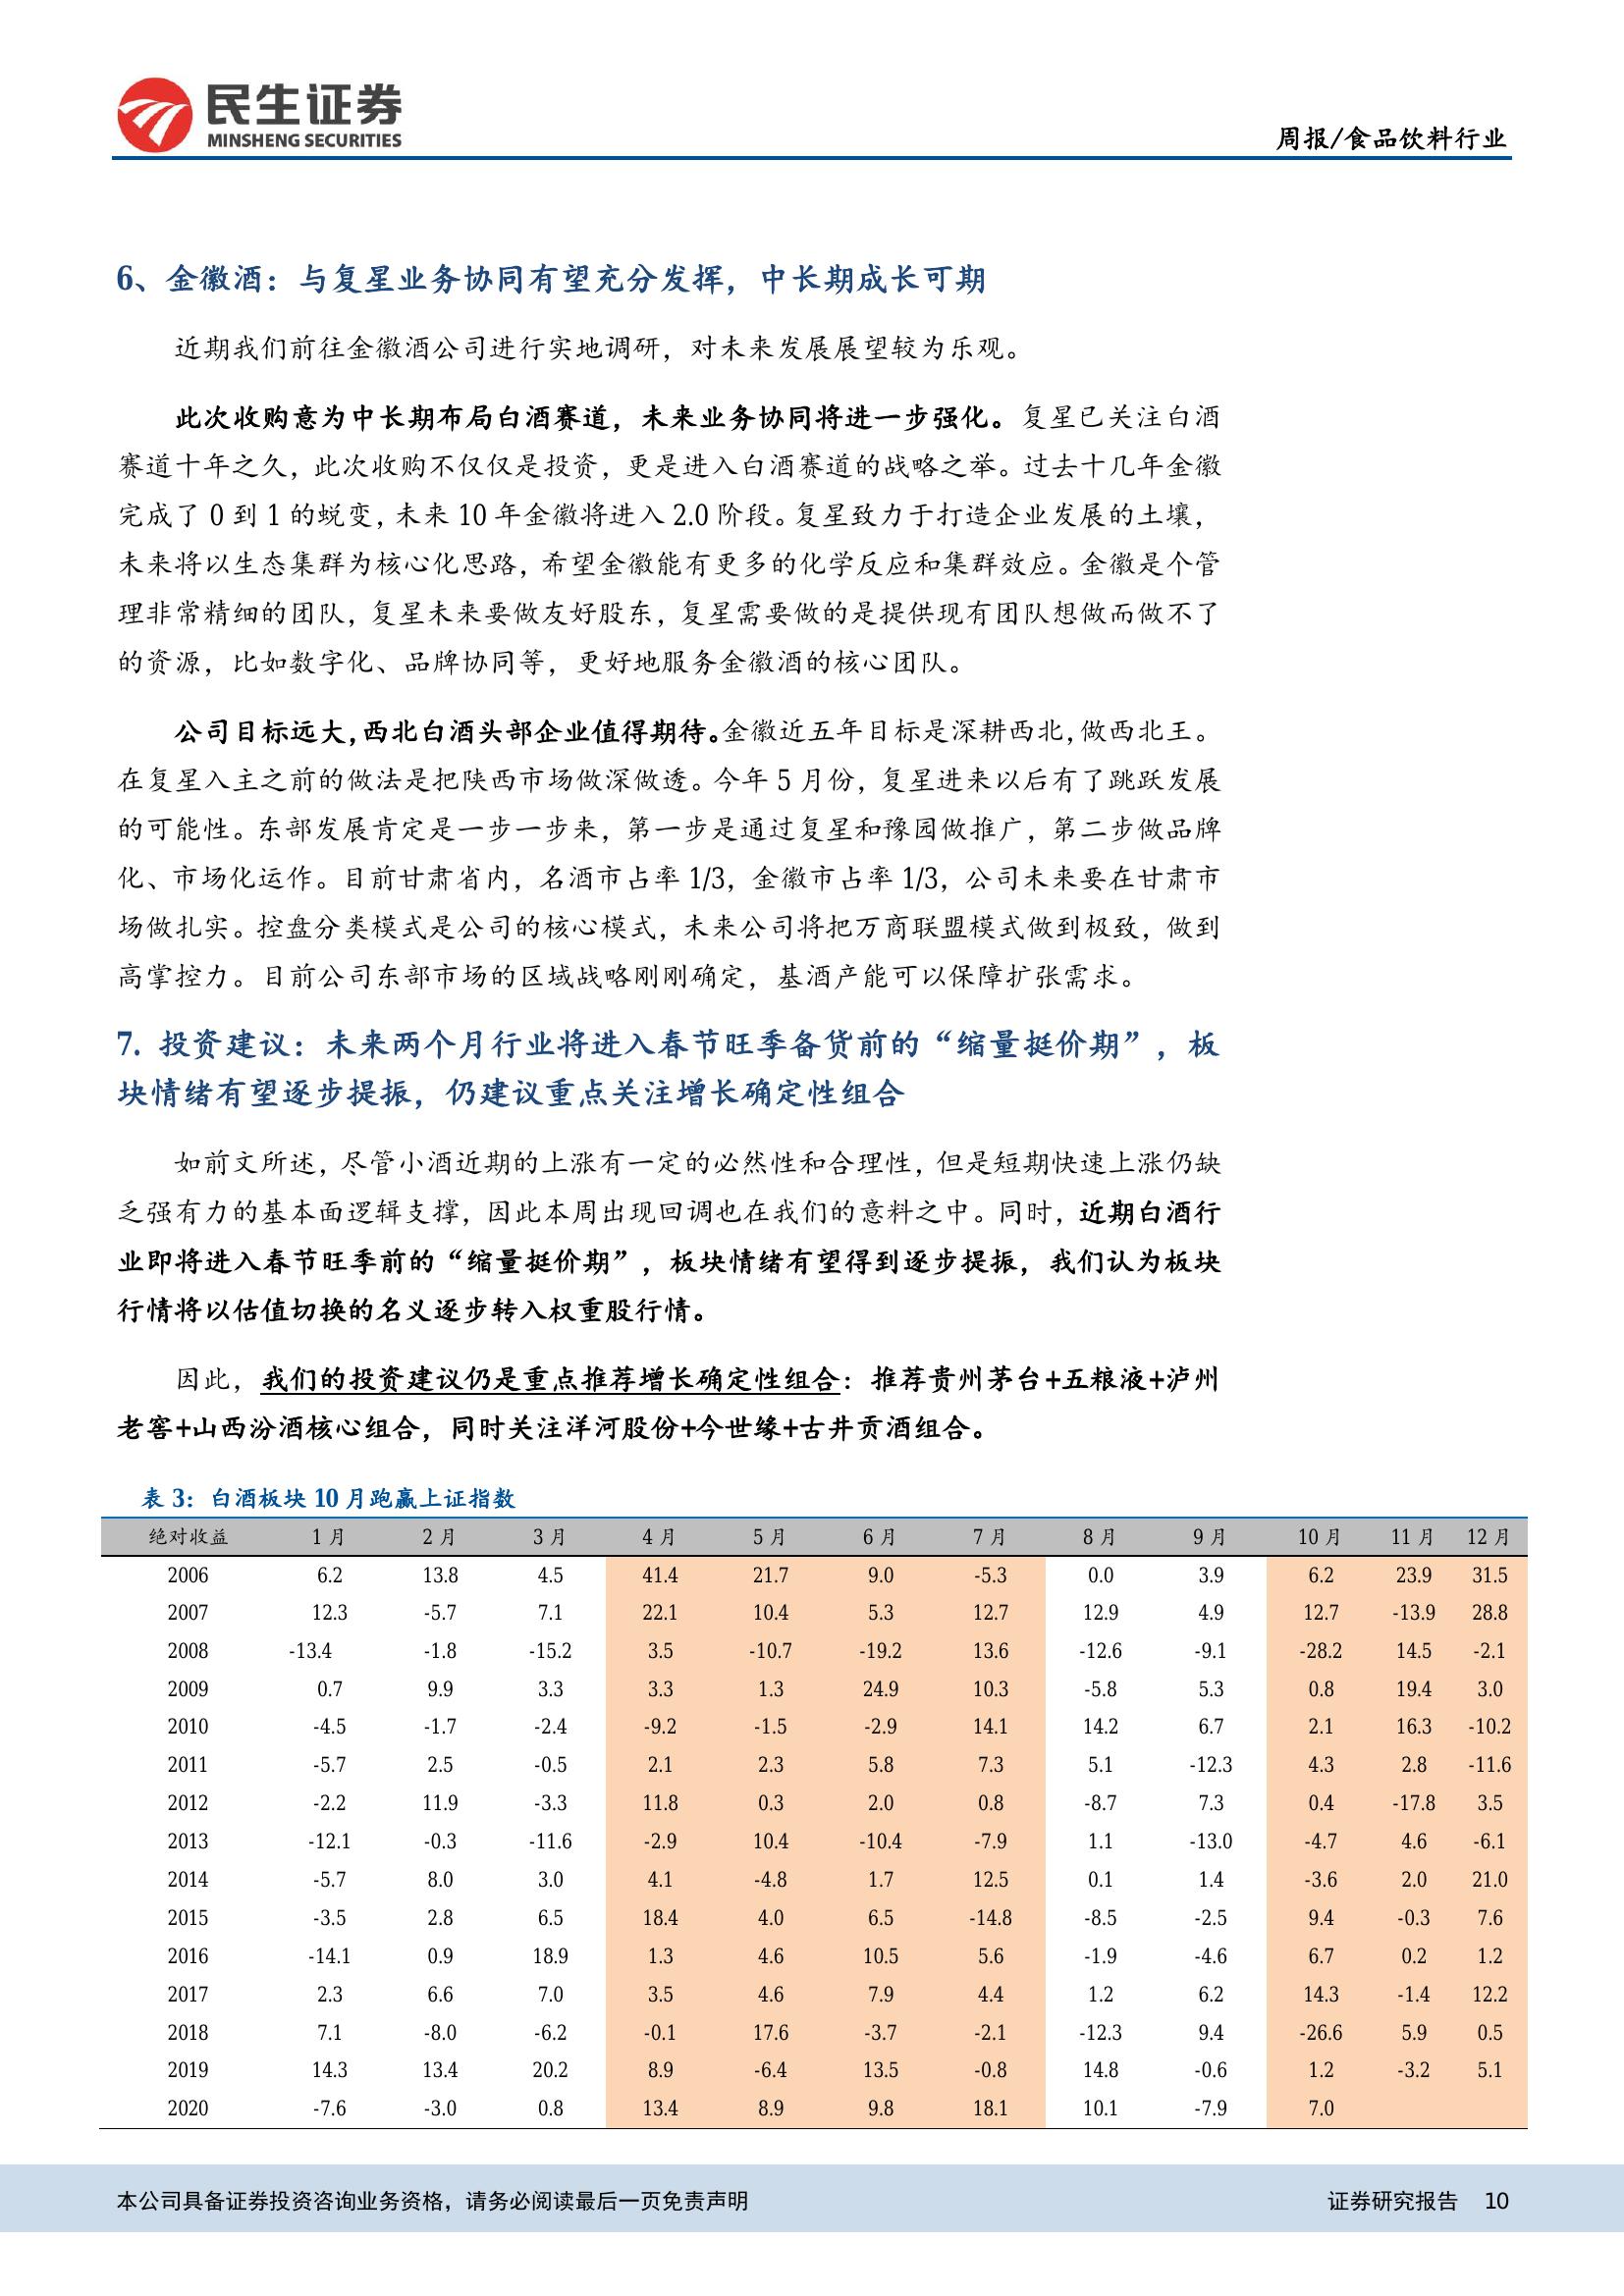 民生证券
MINSHENG SECURITIES
周报/食品饮料行业
6、金徽酒：与复星业务协同有望充分发挥，中长期成长可期
近期我们前往金徽酒公司进行实地调研，对未来发展展望较为乐观。
此次收购意为中长期布局白酒赛道，未来业务协同将进一步强化。复星已关注白酒
赛道十年之久，此次收购不仅仅是投资，更是进入白酒赛道的战略之举。过去十几年金徽
完成了 0 到 1 的蜕变，未来 10 年金徽将进入 2.0 阶段。复星致力于打造企业发展的土壤，
未来将以生态集群为核心化思路，希望金徽能有更多的化学反应和集群效应。金徽是个管
理非常精细的团队，复星未来要做友好股东，复星需要做的是提供现有团队想做而做不了
的资源，比如数字化、品牌协同等，更好地服务金徽酒的核心团队。
公司目标远大，西北白酒头部企业值得期待。金徽近五年目标是深耕西北，做西北王。
在复星入主之前的做法是把陕西市场做深做透。今年 5 月份，复星进来以后有了跳跃发展
的可能性。东部发展肯定是一步一步来，第一步是通过复星和豫园做推广，第二步做品牌
化、市场化运作。目前甘肃省内，名酒市占率 1/3，金徽市占率 1/3，公司未来要在甘肃市
场做扎实。控盘分类模式是公司的核心模式，未来公司将把万商联盟模式做到极致，做到
高掌控力。目前公司东部市场的区域战略刚刚确定，基酒产能可以保障扩张需求。
7. 投资建议：未来两个月行业将进入春节旺季备货前的“缩量挺价期”，板
块情绪有望逐步提振，仍建议重点关注增长确定性组合
如前文所述，尽管小酒近期的上涨有一定的必然性和合理性，但是短期快速上涨仍缺
乏强有力的基本面逻辑支撑，因此本周出现回调也在我们的意料之中。同时，近期白酒行
业即将进入春节旺季前的“缩量挺价期”，板块情绪有望得到逐步提振，我们认为板块
行情将以估值切换的名义逐步转入权重股行情。
因此，我们的投资建议仍是重点推荐增长确定性组合：推荐贵州茅台+五粮液+泸州
老窖+山西汾酒核心组合，同时关注洋河股份+今世缘+古井贡酒组合。
表 3：白酒板块 10 月跑赢上证指数
绝对收益 1 月 2 月 3 月 4 月 5 月 6 月 7 月 8 月 9 月 10 月 11 月 12 月
2006 6.2 13.8 4.5 41.4 21.7 9.0 -5.3 0.0 3.9 6.2 23.9 31.5
2007 12.3 -5.7 7.1 22.1 10.4 5.3 12.7 12.9 4.9 12.7 -13.9 28.8
2008 -13.4 -1.8 -15.2 3.5 -10.7 -19.2 13.6 -12.6 -9.1 -28.2 14.5 -2.1
2009 0.7 9.9 3.3 3.3 1.3 24.9 10.3 -5.8 5.3 0.8 19.4 3.0
2010 -4.5 -1.7 -2.4 -9.2 -1.5 -2.9 14.1 14.2 6.7 2.1 16.3 -10.2
2011 -5.7 2.5 -0.5 2.1 2.3 5.8 7.3 5.1 -12.3 4.3 2.8 -11.6
2012 -2.2 11.9 -3.3 11.8 0.3 2.0 0.8 -8.7 7.3 0.4 -17.8 3.5
2013 -12.1 -0.3 -11.6 -2.9 10.4 -10.4 -7.9 1.1 -13.0 -4.7 4.6 -6.1
2014 -5.7 8.0 3.0 4.1 -4.8 1.7 12.5 0.1 1.4 -3.6 2.0 21.0
2015 -3.5 2.8 6.5 18.4 4.0 6.5 -14.8 -8.5 -2.5 9.4 -0.3 7.6
2016 -14.1 0.9 18.9 1.3 4.6 10.5 5.6 -1.9 -4.6 6.7 0.2 1.2
2017 2.3 6.6 7.0 3.5 4.6 7.9 4.4 1.2 6.2 14.3 -1.4 12.2
2018 7.1 -8.0 -6.2 -0.1 17.6 -3.7 -2.1 -12.3 9.4 -26.6 5.9 0.5
2019 14.3 13.4 20.2 8.9 -6.4 13.5 -0.8 14.8 -0.6 1.2 -3.2 5.1
2020 -7.6 -3.0 0.8 13.4 8.9 9.8 18.1 10.1 -7.9 7.0
本公司具备证券投资咨询业务资格，请务必阅读最后一页免责声明
证券研究报告 10